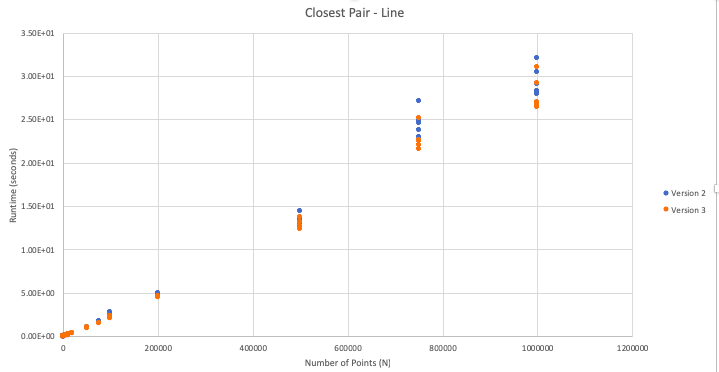 Closest Pair - Line
3.50E+01
3.00E+01
2.50E+01
2.00E+01
1.50E+01
1.00E+01
5.00E+00
0.00E+00
Runtime (seconds)
0 200000 400000 600000 800000 1000000 1200000
Number of Points (N)
Version 2
Version 3